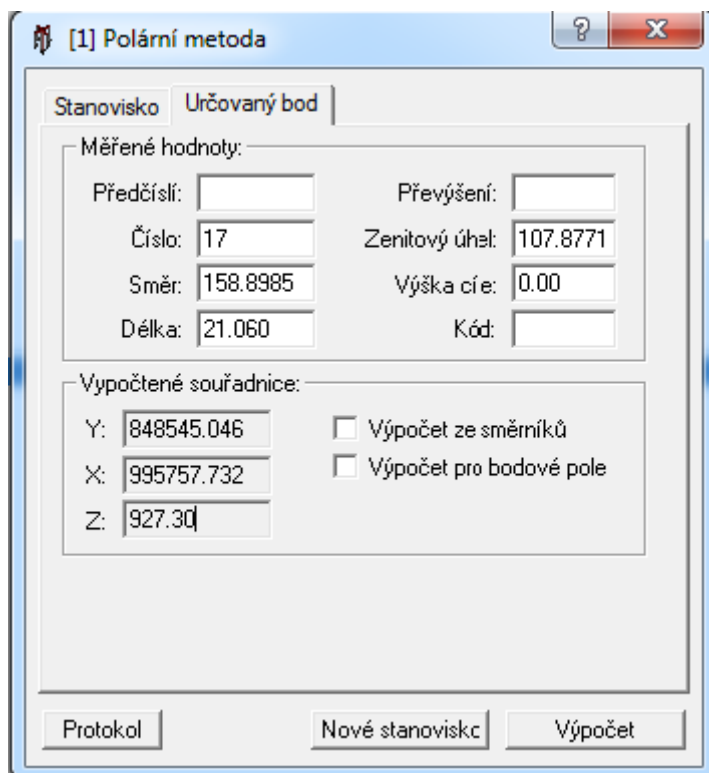 [1] Polární metoda
Stanovisko Určovaný bod
Měřené hodnoty:
Předčíslí: Převýšení:
Číslo: 17 Zenitový úhel: 107.8771
Směr: 158.8985 Výška cíe: 0.00
Délka: 21.060 Kód:
Vypočtené souřadnice:
Y: 848545.046 Výpočet ze směrníků
X: 995757.732 Výpočet pro bodové pole
Z: 927.30
Protokol Nové stanovisko Výpočet